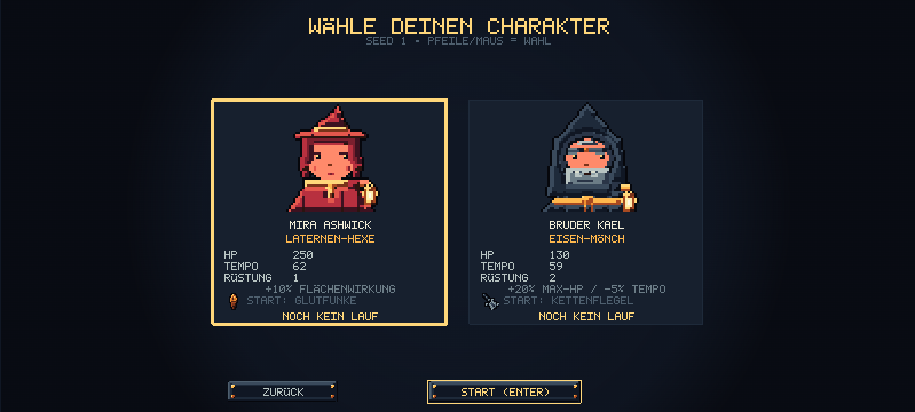 WÄHLE DEINEN CHARAKTER
SEED 1 - PFEILE/MAUS = WAHL
MIRA ASHWICK
LATERNEN-HEXE
HP 250
TEMPO 62
RÜSTUNG 1
+10% FLÄCHENWIRKUNG
START: GLUTFUNKE
NOCH KEIN LAUF
BRUDER KAEL
EISEN-MÖNCH
HP 130
TEMPO 59
RÜSTUNG 2
+20% MAX-HP / -5% TEMPO
START: KETTENFLEGEL
NOCH KEIN LAUF
ZURÜCK
START (ENTER)